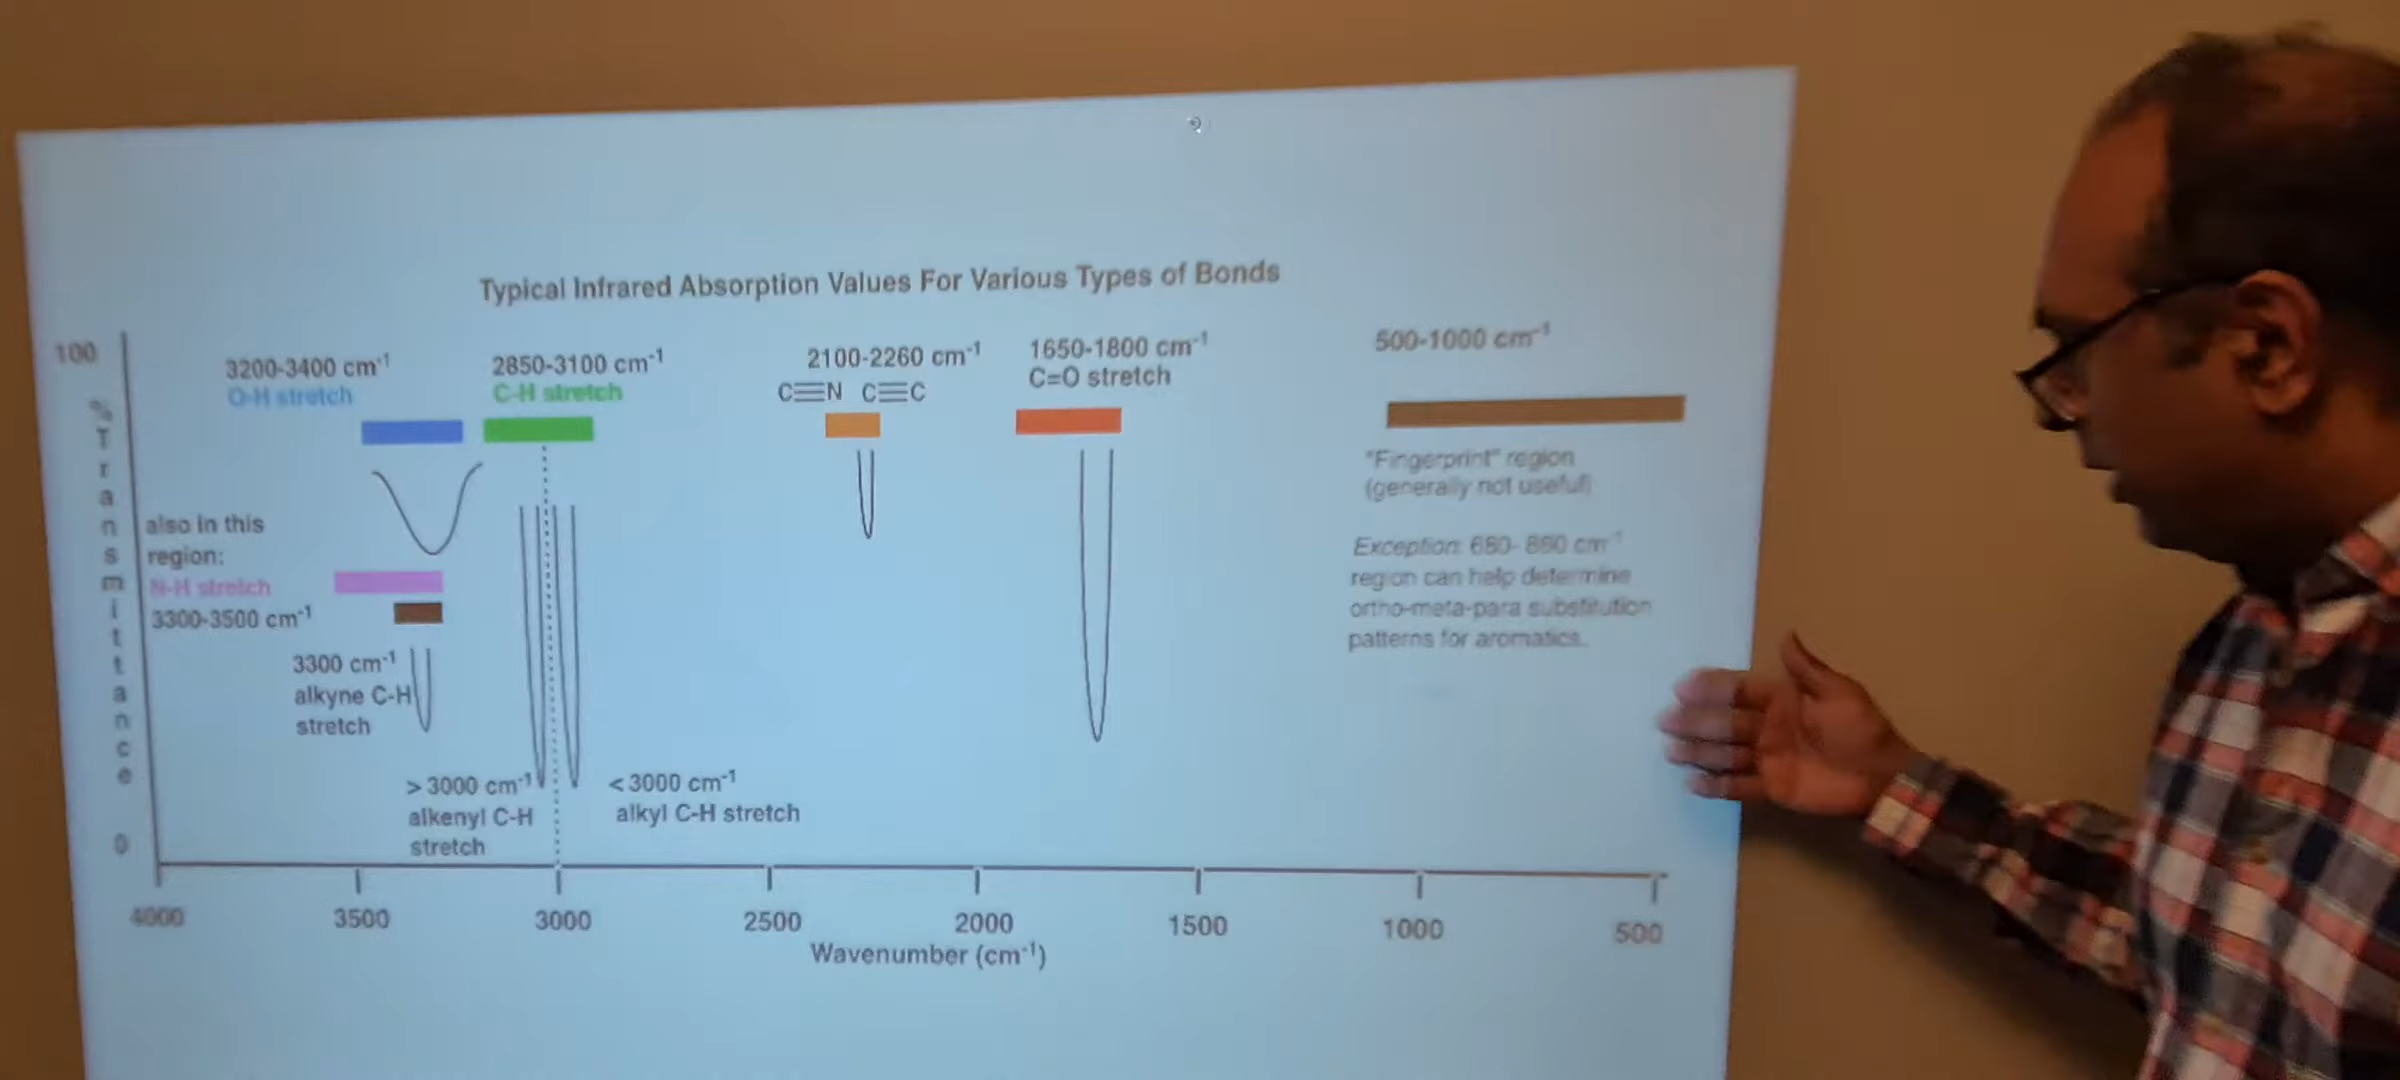 Typical Infrared Absorption Values For Various Types of Bonds
100
% Transmittance
0
3200-3400 cm⁻¹
O-H stretch
2850-3100 cm⁻¹
C-H stretch
2100-2260 cm⁻¹
C≡N C≡C
1650-1800 cm⁻¹
C=O stretch
500-1000 cm⁻¹
"Fingerprint" region
(generally not useful)
Exception: 680-860 cm⁻¹
region can help determine
ortho-meta-para substitution
patterns for aromatics.
also in this
region:
N-H stretch
3300-3500 cm⁻¹
3300 cm⁻¹
alkyne C-H
stretch
> 3000 cm⁻¹
alkenyl C-H
stretch
< 3000 cm⁻¹
alkyl C-H stretch
4000 3500 3000 2500 2000 1500 1000 500
Wavenumber (cm⁻¹)